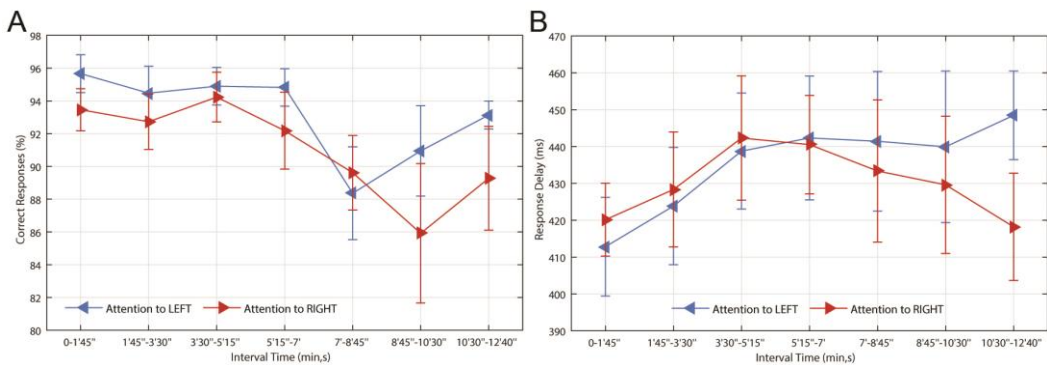 A
98
96
94
92
90
88
86
84
82
80
Correct Responses (%)
Attention to LEFT Attention to RIGHT
0-1'45" 1'45"-3'30" 3'30"-5'15" 5'15"-7' 7'-8'45" 8'45"-10'30" 10'30"-12'40"
Interval Time (min,s)
B
470
460
450
440
430
420
410
400
390
Response Delay (ms)
Attention to LEFT Attention to RIGHT
0-1'45" 1'45"-3'30" 3'30"-5'15" 5'15"-7' 7'-8'45" 8'45"-10'30" 10'30"-12'40"
Interval Time (min,s)